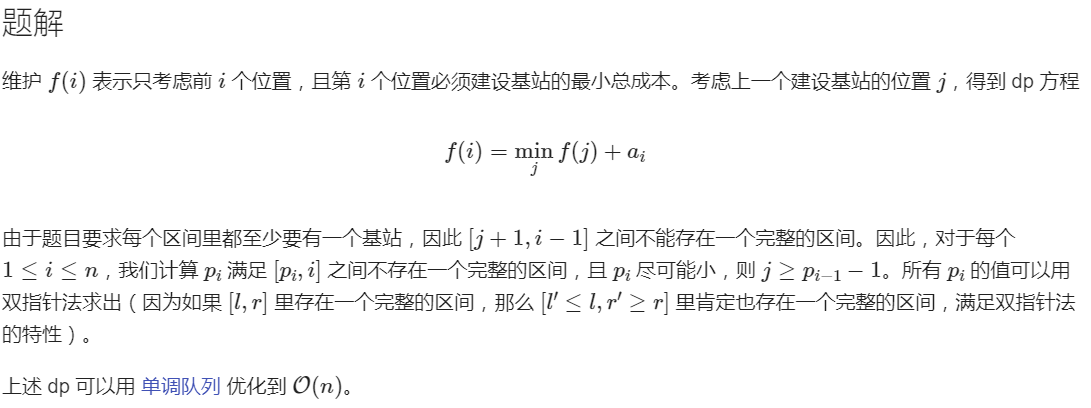 题解
维护 f(i) 表示只考虑前 i 个位置，且第 i 个位置必须建设基站的最小总成本。考虑上一个建设基站的位置 j，得到 dp 方程
f(i) = min_j f(j) + a_i
由于题目要求每个区间里都至少要有一个基站，因此 [j + 1, i − 1] 之间不能存在一个完整的区间。因此，对于每个
1 ≤ i ≤ n，我们计算 p_i 满足 [p_i, i] 之间不存在一个完整的区间，且 p_i 尽可能小，则 j ≥ p_{i−1} − 1。所有 p_i 的值可以用
双指针法求出（因为如果 [l, r] 里存在一个完整的区间，那么 [l′ ≤ l, r′ ≥ r] 里肯定也存在一个完整的区间，满足双指针法
的特性）。
上述 dp 可以用 单调队列 优化到 O(n)。